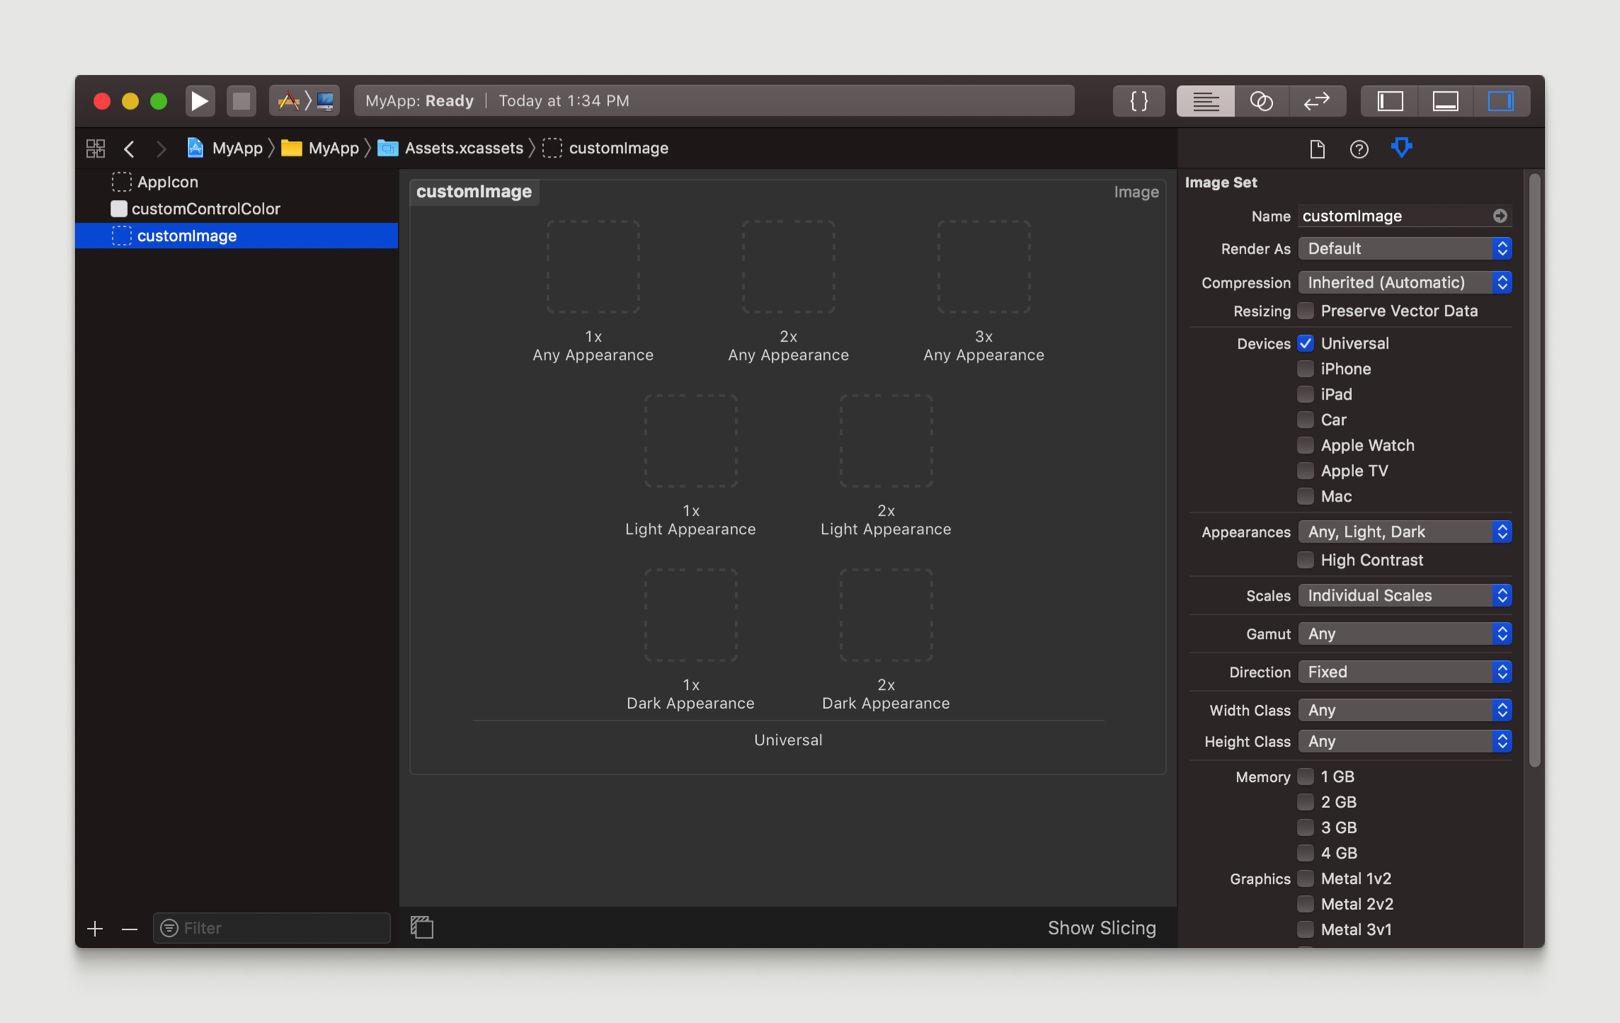 MyApp: Ready | Today at 1:34 PM
{ }
MyApp MyApp Assets.xcassets customImage
AppIcon
customControlColor
customImage
Filter
customImage Image
1x 2x 3x
Any Appearance Any Appearance Any Appearance
1x 2x
Light Appearance Light Appearance
1x 2x
Dark Appearance Dark Appearance
Universal
Show Slicing
Image Set
Name customImage
Render As Default
Compression Inherited (Automatic)
Resizing Preserve Vector Data
Devices Universal
iPhone
iPad
Car
Apple Watch
Apple TV
Mac
Appearances Any, Light, Dark
High Contrast
Scales Individual Scales
Gamut Any
Direction Fixed
Width Class Any
Height Class Any
Memory 1 GB
2 GB
3 GB
4 GB
Graphics Metal 1v2
Metal 2v2
Metal 3v1